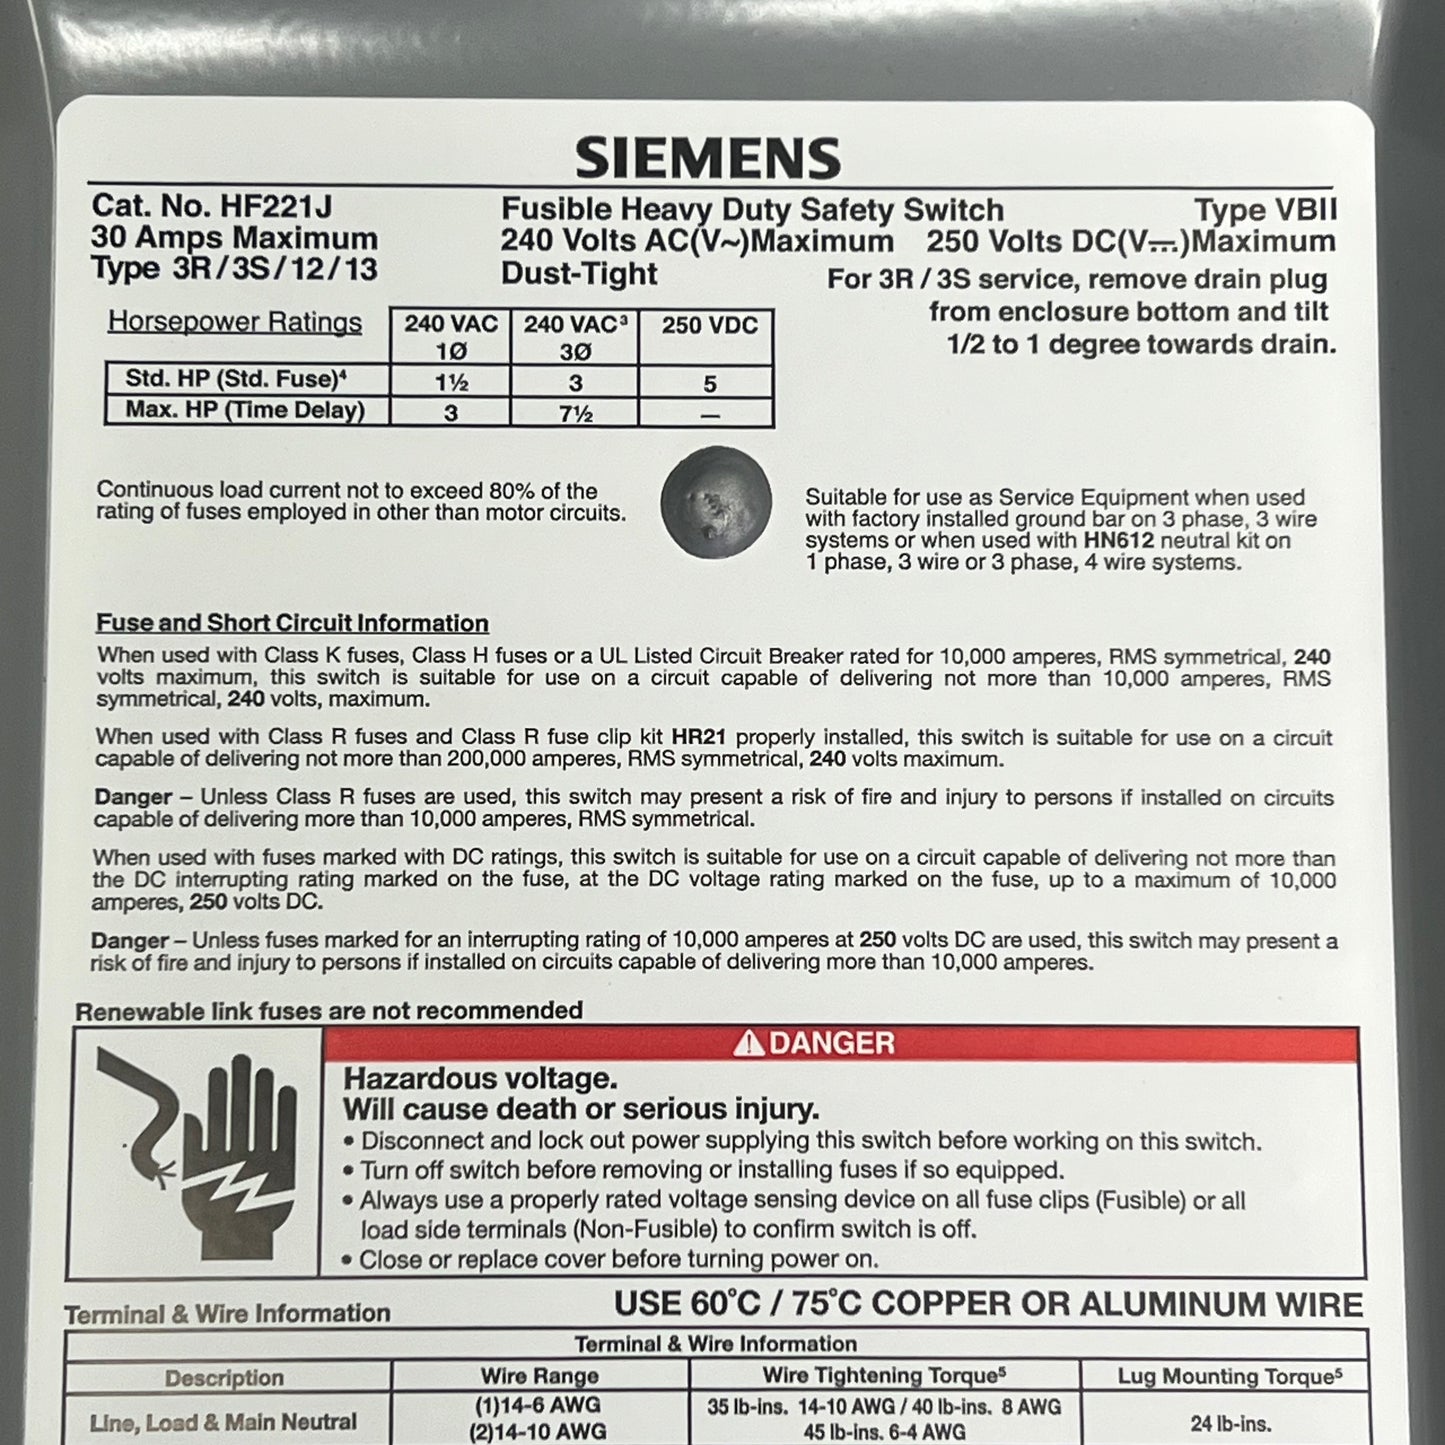 SIEMENS
Cat. No. HF221J
30 Amps Maximum
Type 3R/3S/12/13
Fusible Heavy Duty Safety Switch Type VBII
240 Volts AC(V~)Maximum 250 Volts DC(V⎓)Maximum
Dust-Tight
For 3R / 3S service, remove drain plug
from enclosure bottom and tilt
1/2 to 1 degree towards drain.
Horsepower Ratings 240 VAC 240 VAC³ 250 VDC
1Ø 3Ø
Std. HP (Std. Fuse)⁴ 1½ 3 5
Max. HP (Time Delay) 3 7½ —
Continuous load current not to exceed 80% of the
rating of fuses employed in other than motor circuits.
Suitable for use as Service Equipment when used
with factory installed ground bar on 3 phase, 3 wire
systems or when used with HN612 neutral kit on
1 phase, 3 wire or 3 phase, 4 wire systems.
Fuse and Short Circuit Information
When used with Class K fuses, Class H fuses or a UL Listed Circuit Breaker rated for 10,000 amperes, RMS symmetrical, 240
volts maximum, this switch is suitable for use on a circuit capable of delivering not more than 10,000 amperes, RMS
symmetrical, 240 volts, maximum.
When used with Class R fuses and Class R fuse clip kit HR21 properly installed, this switch is suitable for use on a circuit
capable of delivering not more than 200,000 amperes, RMS symmetrical, 240 volts maximum.
Danger – Unless Class R fuses are used, this switch may present a risk of fire and injury to persons if installed on circuits
capable of delivering more than 10,000 amperes, RMS symmetrical.
When used with fuses marked with DC ratings, this switch is suitable for use on a circuit capable of delivering not more than
the DC interrupting rating marked on the fuse, at the DC voltage rating marked on the fuse, up to a maximum of 10,000
amperes, 250 volts DC.
Danger – Unless fuses marked for an interrupting rating of 10,000 amperes at 250 volts DC are used, this switch may present a
risk of fire and injury to persons if installed on circuits capable of delivering more than 10,000 amperes.
Renewable link fuses are not recommended
⚠DANGER
Hazardous voltage.
Will cause death or serious injury.
• Disconnect and lock out power supplying this switch before working on this switch.
• Turn off switch before removing or installing fuses if so equipped.
• Always use a properly rated voltage sensing device on all fuse clips (Fusible) or all
load side terminals (Non-Fusible) to confirm switch is off.
• Close or replace cover before turning power on.
Terminal & Wire Information USE 60°C / 75°C COPPER OR ALUMINUM WIRE
Terminal & Wire Information
Description Wire Range Wire Tightening Torque⁵ Lug Mounting Torque⁵
Line, Load & Main Neutral (1)14-6 AWG 35 lb-ins. 14-10 AWG / 40 lb-ins. 8 AWG 24 lb-ins.
(2)14-10 AWG 45 lb-ins. 6-4 AWG